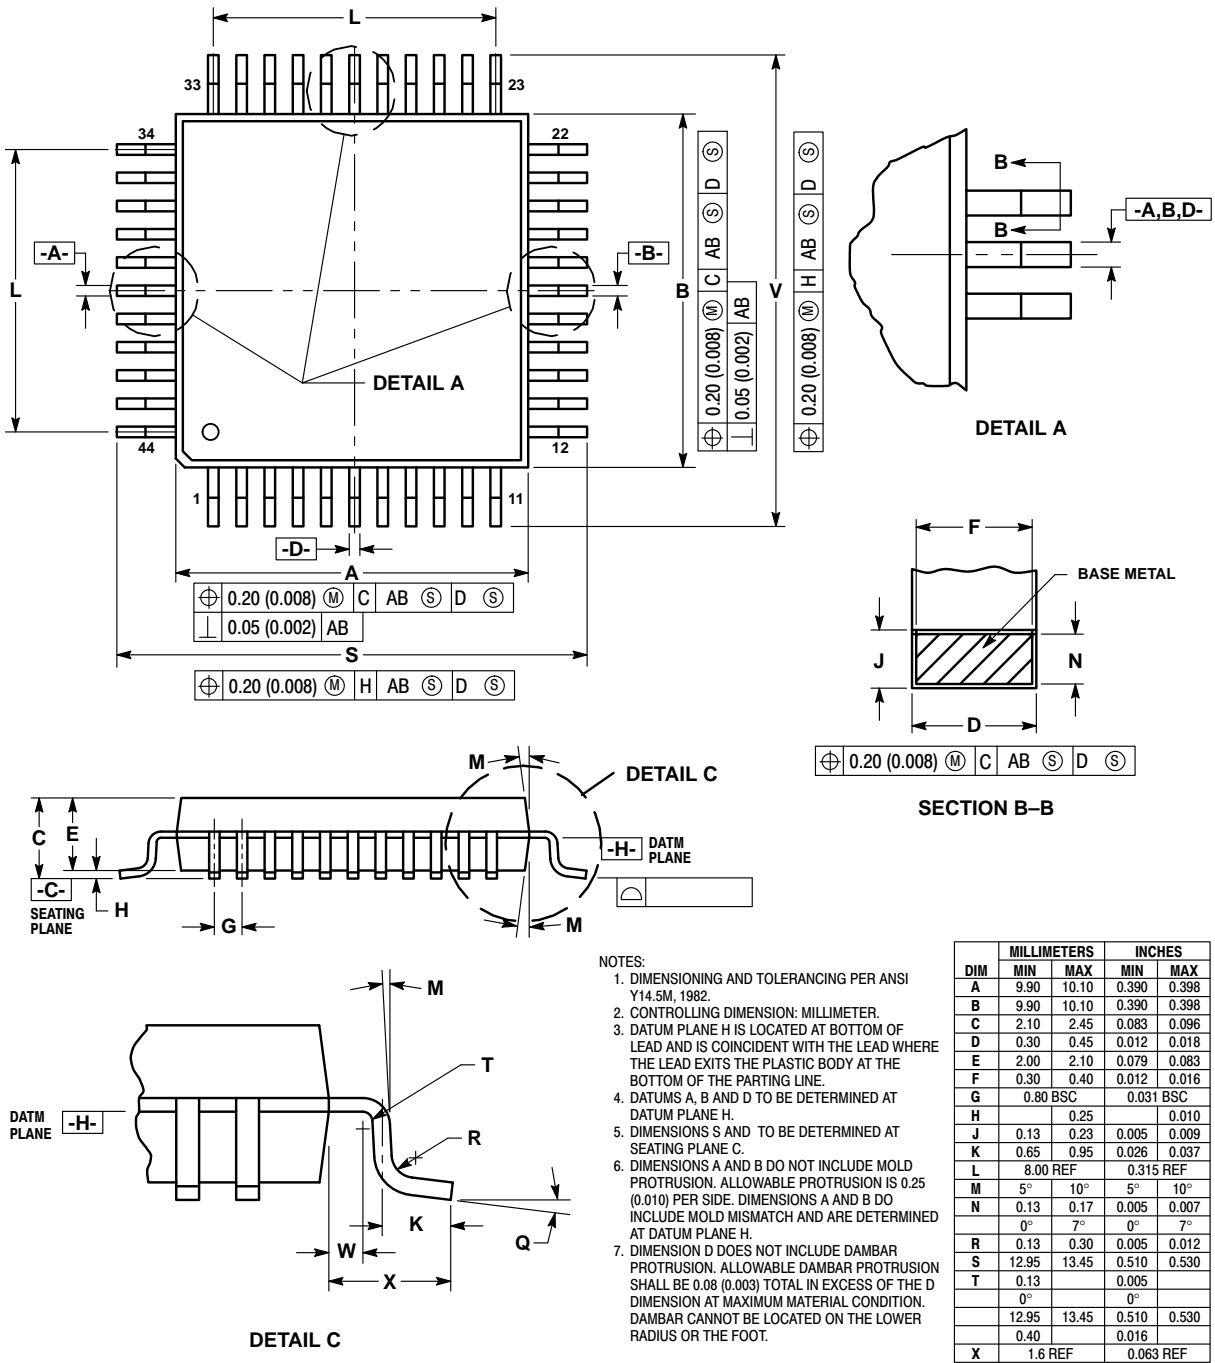 L
33
23
34
22
-A-
-B-
L
B
V
DETAIL A
44
12
1
11
-D-
A
⌖ 0.20 (0.008) Ⓜ C AB Ⓢ D Ⓢ
⊥ 0.05 (0.002) AB
S
⌖ 0.20 (0.008) Ⓜ H AB Ⓢ D Ⓢ
⌖ 0.20 (0.008) Ⓜ C AB Ⓢ D Ⓢ
⊥ 0.05 (0.002) AB
⌖ 0.20 (0.008) Ⓜ H AB Ⓢ D Ⓢ
B
B
-A,B,D-
DETAIL A
F
BASE METAL
J
N
D
⌖ 0.20 (0.008) Ⓜ C AB Ⓢ D Ⓢ
SECTION B–B
M
DETAIL C
C
E
-H- DATM
PLANE
-C-
SEATING
PLANE
H
G
M
M
T
DATM
PLANE
-H-
R
K
Q
W
X
DETAIL C
NOTES:
1. DIMENSIONING AND TOLERANCING PER ANSI
Y14.5M, 1982.
2. CONTROLLING DIMENSION: MILLIMETER.
3. DATUM PLANE H IS LOCATED AT BOTTOM OF
LEAD AND IS COINCIDENT WITH THE LEAD WHERE
THE LEAD EXITS THE PLASTIC BODY AT THE
BOTTOM OF THE PARTING LINE.
4. DATUMS A, B AND D TO BE DETERMINED AT
DATUM PLANE H.
5. DIMENSIONS S AND TO BE DETERMINED AT
SEATING PLANE C.
6. DIMENSIONS A AND B DO NOT INCLUDE MOLD
PROTRUSION. ALLOWABLE PROTRUSION IS 0.25
(0.010) PER SIDE. DIMENSIONS A AND B DO
INCLUDE MOLD MISMATCH AND ARE DETERMINED
AT DATUM PLANE H.
7. DIMENSION D DOES NOT INCLUDE DAMBAR
PROTRUSION. ALLOWABLE DAMBAR PROTRUSION
SHALL BE 0.08 (0.003) TOTAL IN EXCESS OF THE D
DIMENSION AT MAXIMUM MATERIAL CONDITION.
DAMBAR CANNOT BE LOCATED ON THE LOWER
RADIUS OR THE FOOT.
MILLIMETERS INCHES
DIM MIN MAX MIN MAX
A 9.90 10.10 0.390 0.398
B 9.90 10.10 0.390 0.398
C 2.10 2.45 0.083 0.096
D 0.30 0.45 0.012 0.018
E 2.00 2.10 0.079 0.083
F 0.30 0.40 0.012 0.016
G 0.80 BSC 0.031 BSC
H 0.25 0.010
J 0.13 0.23 0.005 0.009
K 0.65 0.95 0.026 0.037
L 8.00 REF 0.315 REF
M 5° 10° 5° 10°
N 0.13 0.17 0.005 0.007
0° 7° 0° 7°
R 0.13 0.30 0.005 0.012
S 12.95 13.45 0.510 0.530
T 0.13 0.005
0° 0°
12.95 13.45 0.510 0.530
0.40 0.016
X 1.6 REF 0.063 REF